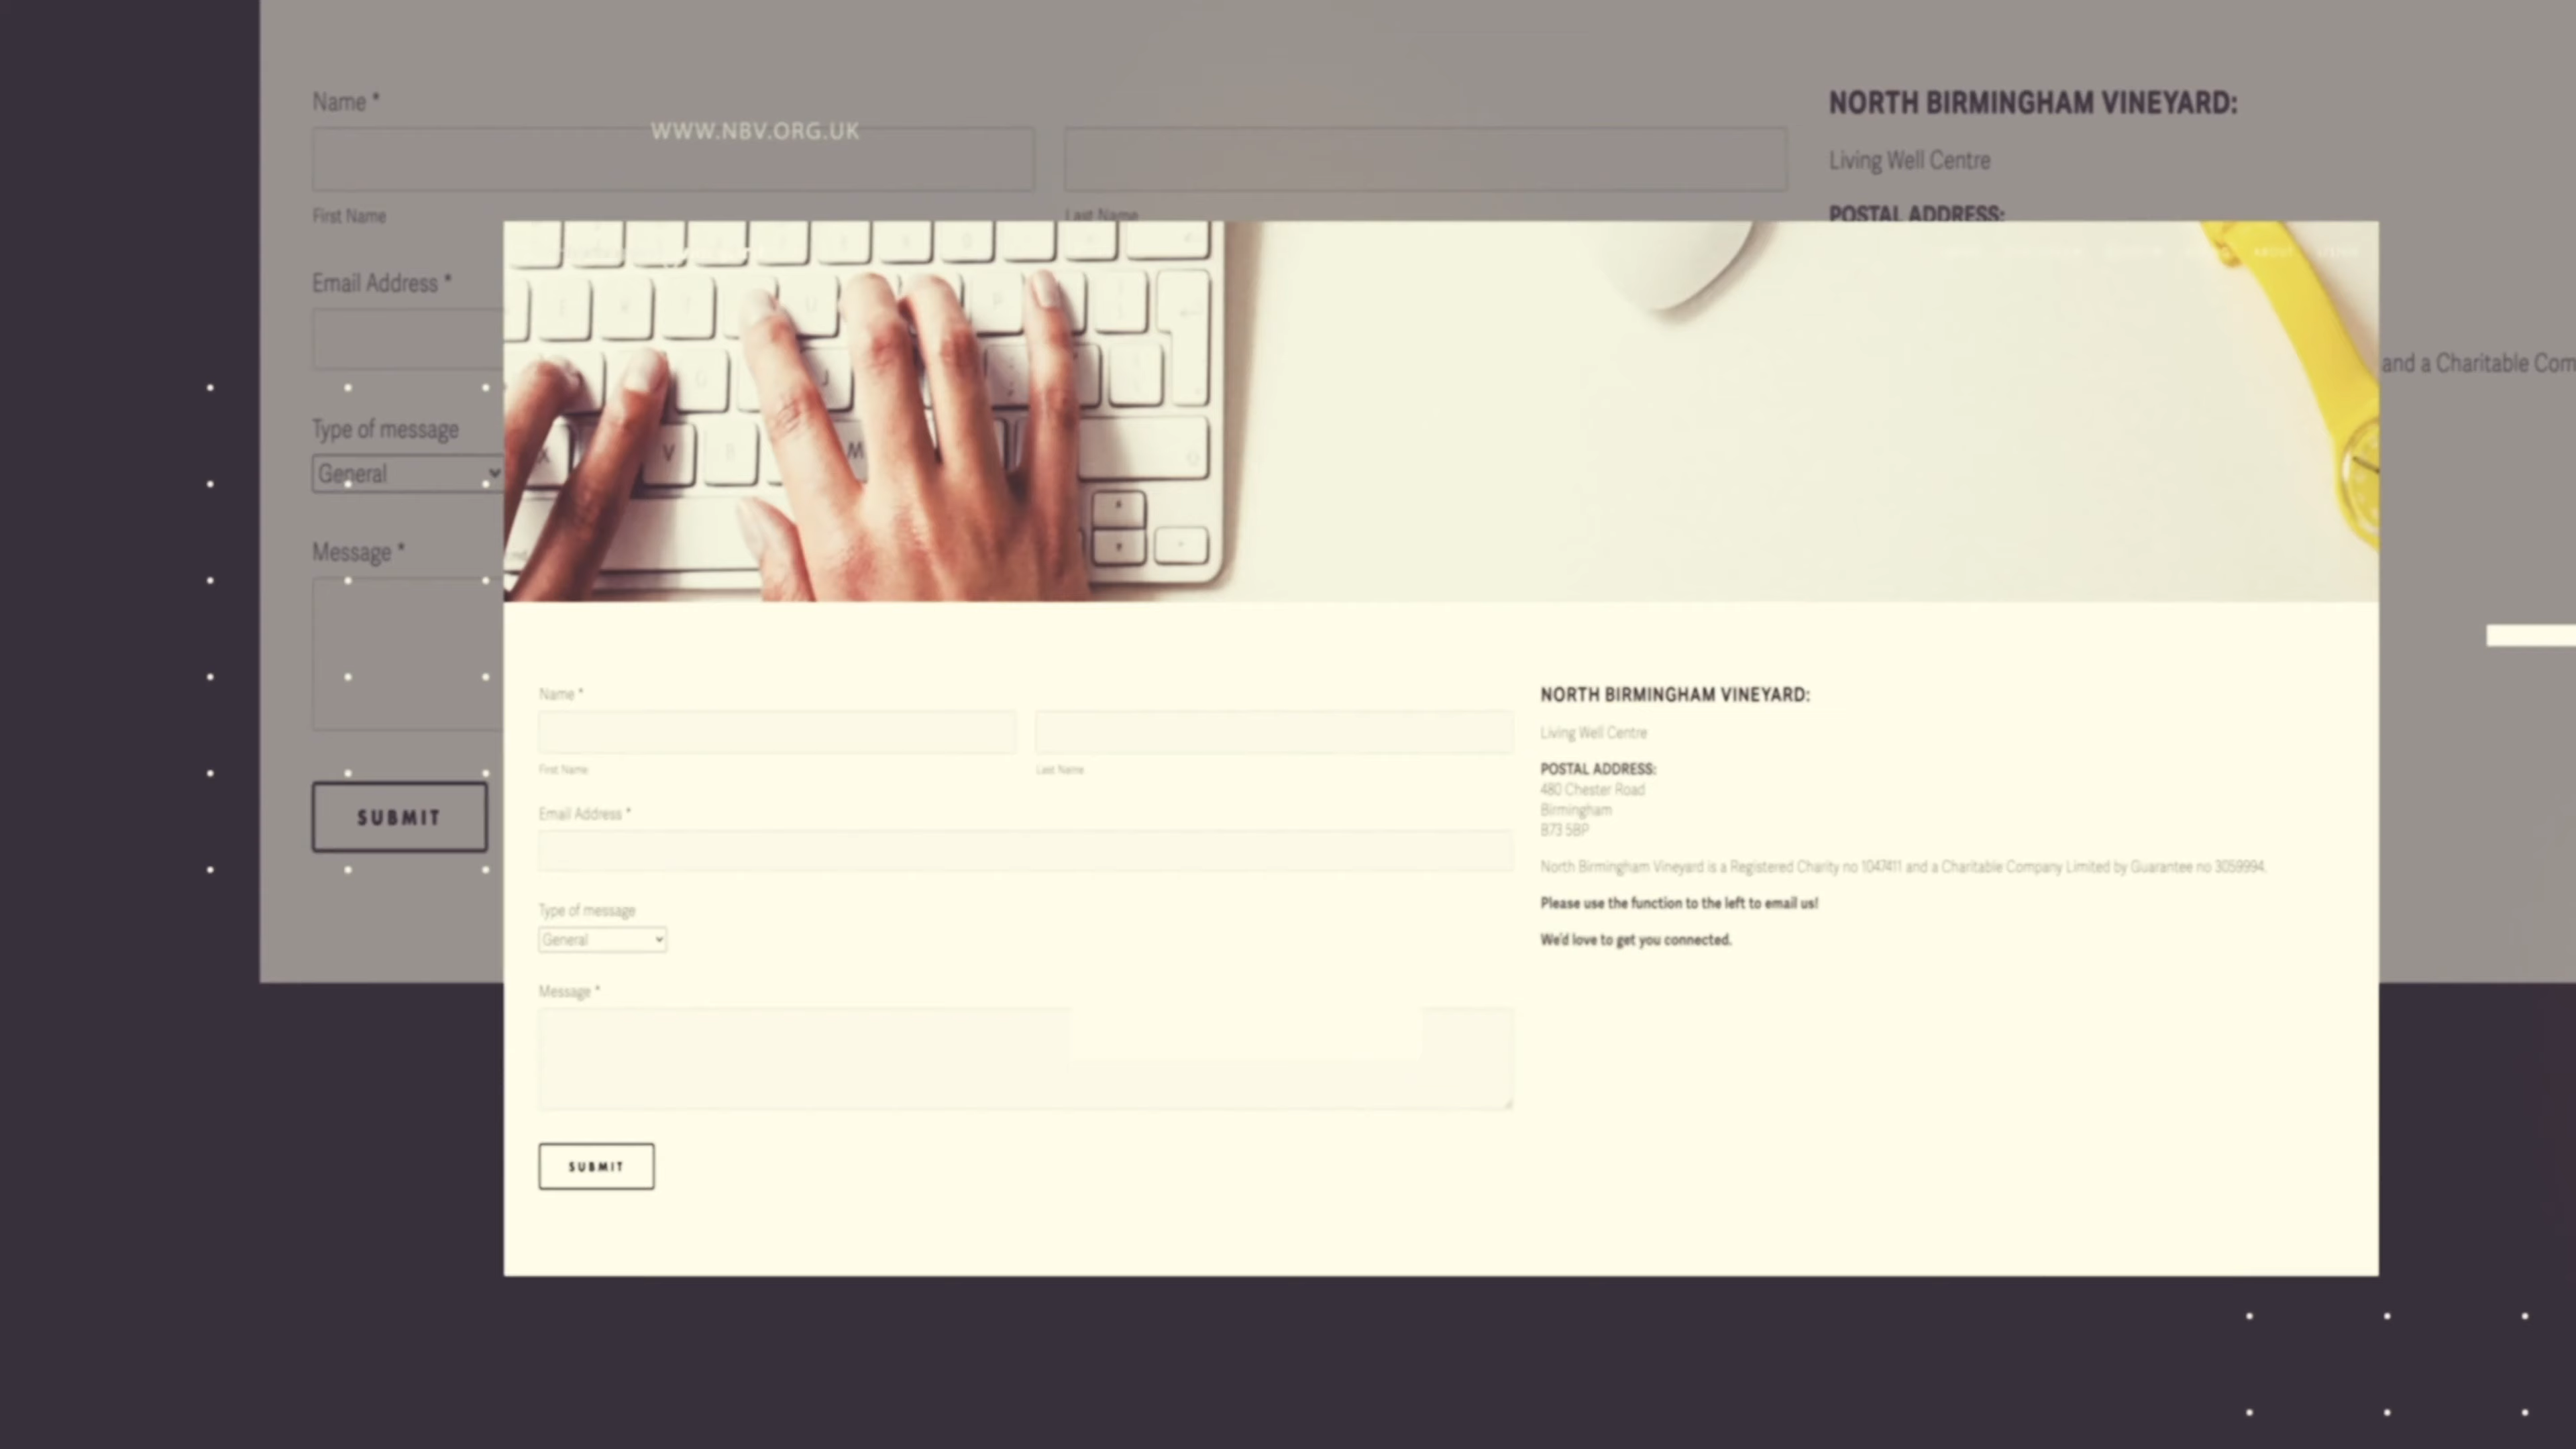 Name *
WWW.NBV.ORG.UK
NORTH BIRMINGHAM VINEYARD:
Living Well Centre
First Name
Last Name
POSTAL ADDRESS:
Email Address *
and a Charitable Com
Type of message
General
Message *
SUBMIT
X
V
M
Name *
First Name
Last Name
Email Address *
Type of message
General
Message *
SUBMIT
NORTH BIRMINGHAM VINEYARD:
Living Well Centre
POSTAL ADDRESS:
480 Chester Road
Birmingham
B73 5BP
North Birmingham Vineyard is a Registered Charity no 1047411 and a Charitable Company Limited by Guarantee no 3059994.
Please use the function to the left to email us!
We'd love to get you connected.